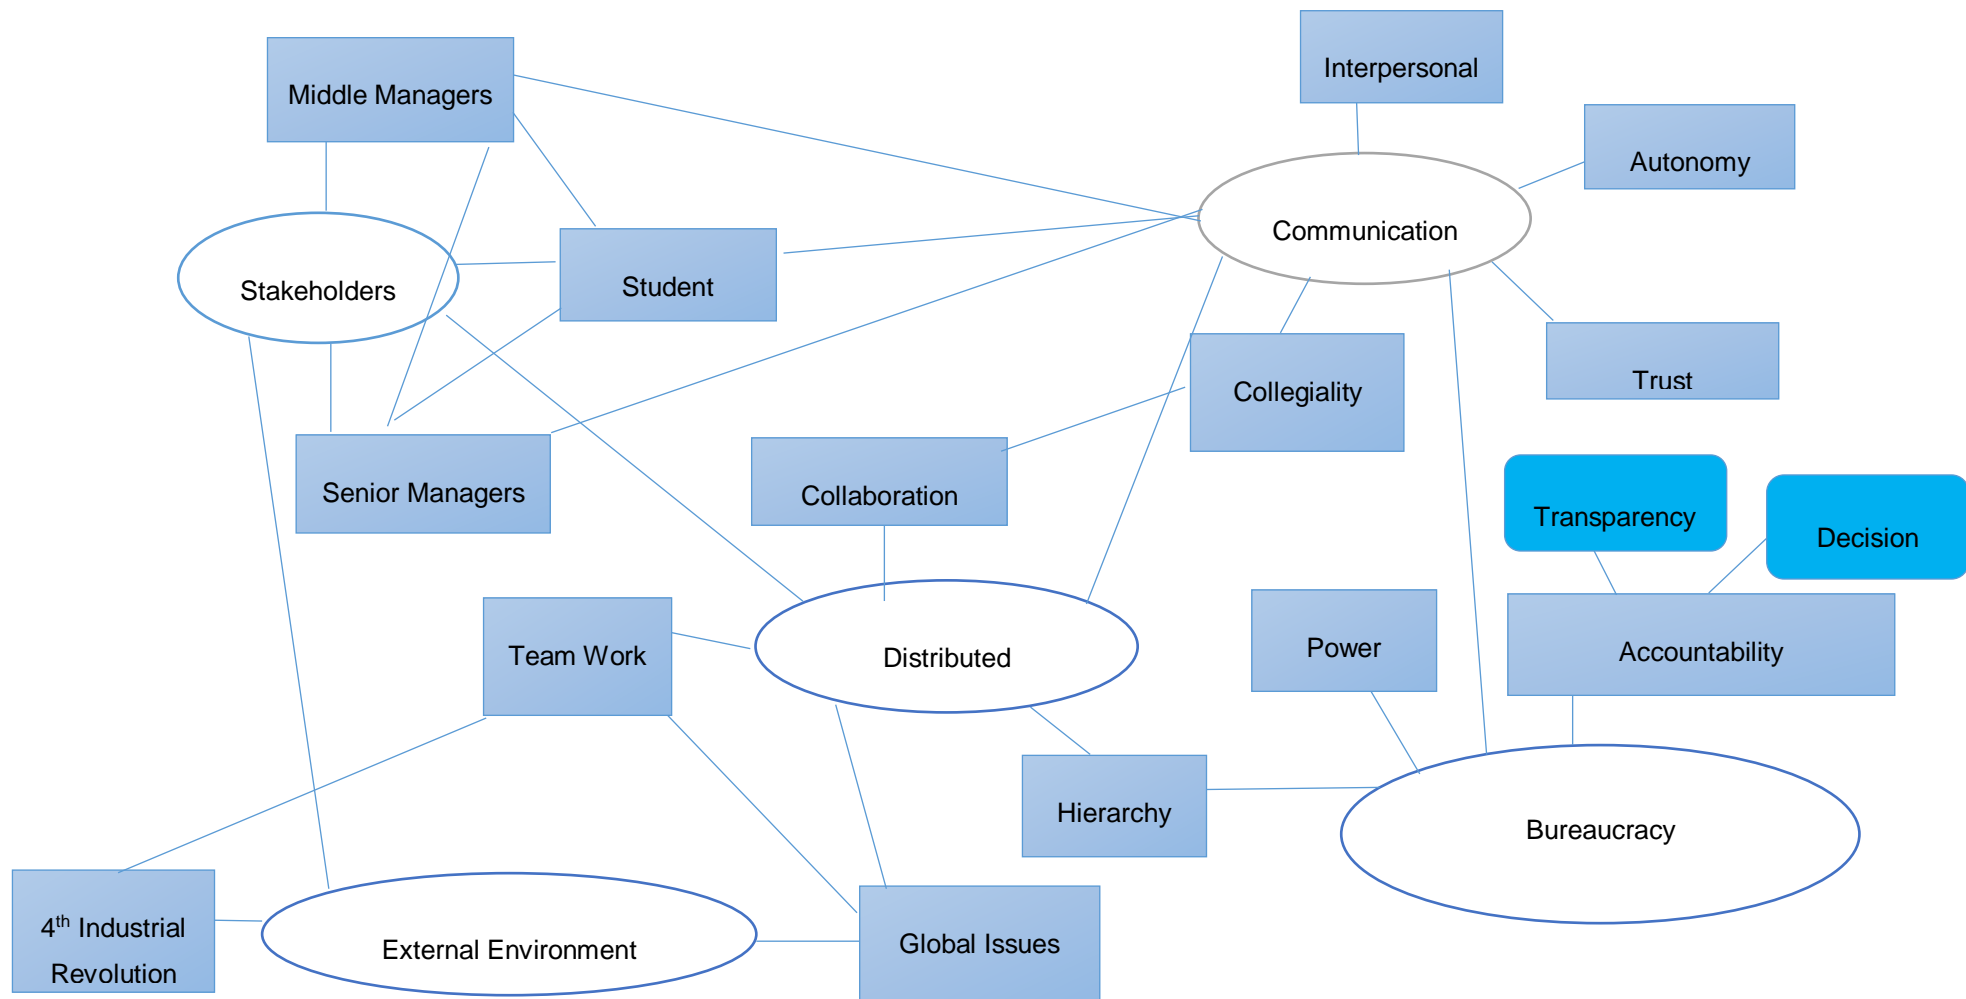 Interpersonal
Middle Managers
Autonomy
Communication
Student
Stakeholders
Trust
Collegiality
Senior Managers
Collaboration
Transparency
Decision
Team Work
Distributed
Power
Accountability
Hierarchy
Bureaucracy
4th Industrial
Revolution
External Environment
Global Issues